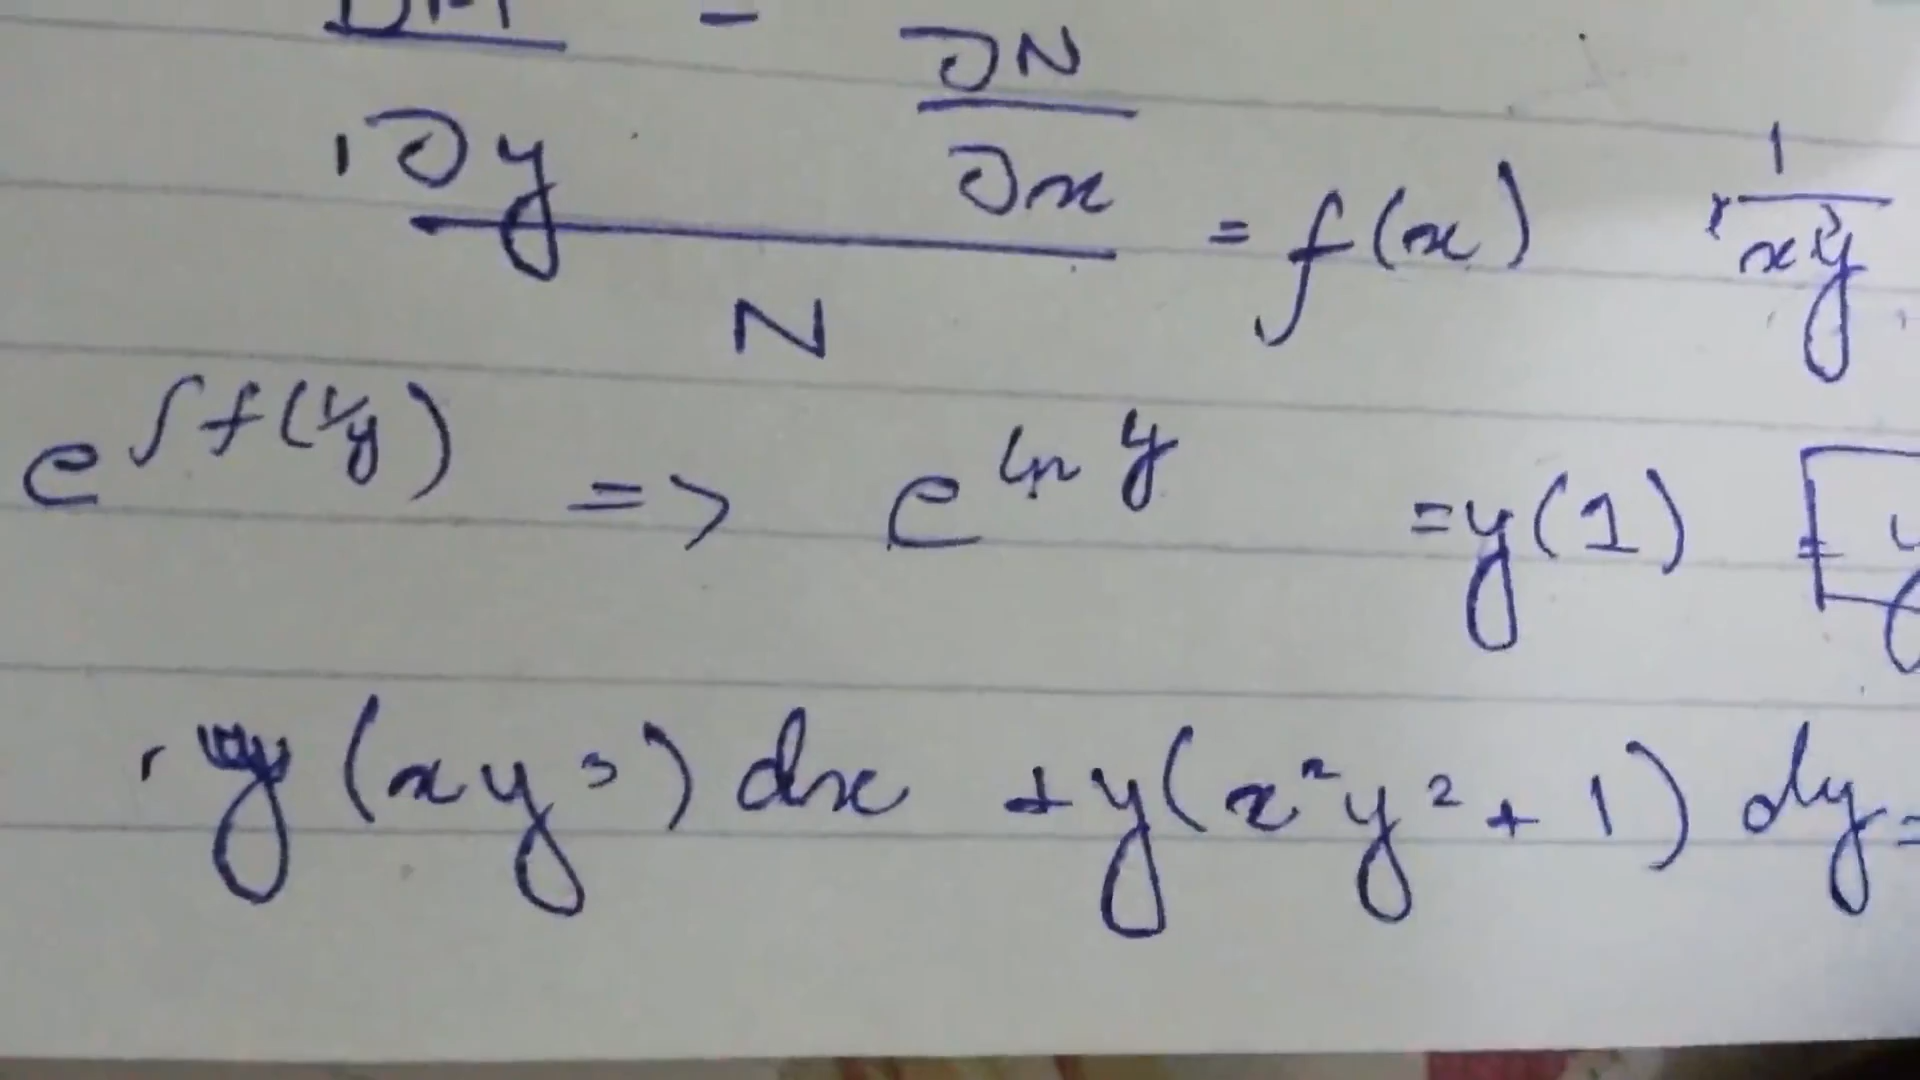 ∂M/∂y - ∂N/∂x
N = f(x) 1/xy
e^∫f(1/y) => e^ln y = y(1) = y
y(xy³)dx + y(x²y² + 1)dy =